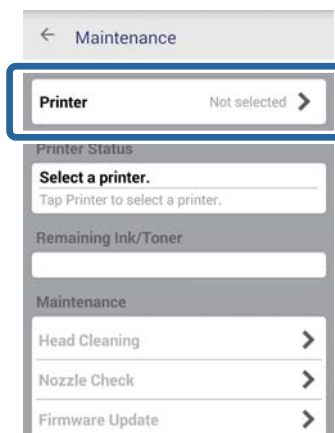 Maintenance
Printer Not selected
Printer Status
Select a printer.
Tap Printer to select a printer.
Remaining Ink/Toner
Maintenance
Head Cleaning
Nozzle Check
Firmware Update